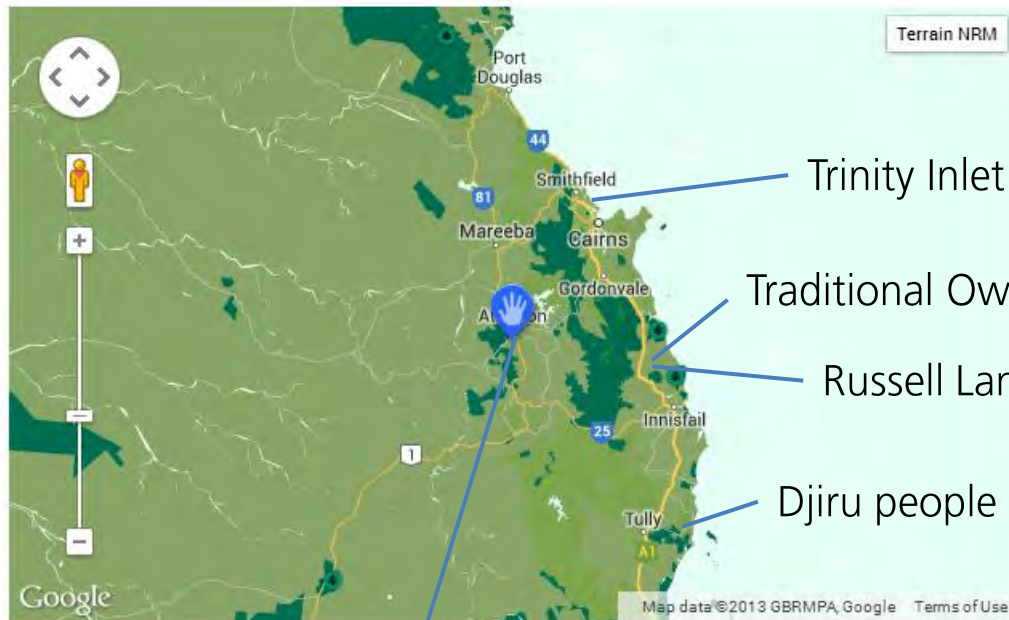 Terrain NRM
Port
Douglas
44
Smithfield
Trinity Inlet
81
Mareeba
Cairns
Gordonvale
Traditional Ow
Russell Lar
Innisfail
25
1
Djiru people
Tully
A1
Google
Map data ©2013 GBRMPA, Google Terms of Use